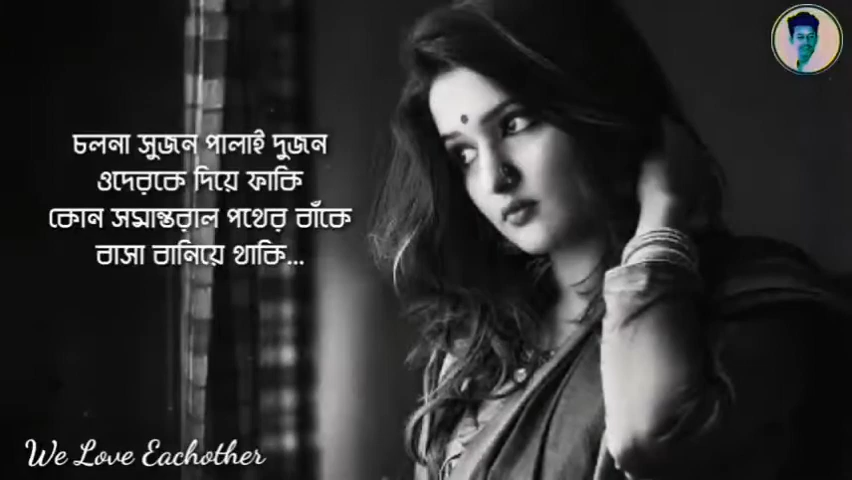 চলনা সুজন পালাই দুজন
ওদেরকে দিয়ে ফাকি
কোন সমান্তরাল পথের বাঁকে
বাসা বানিয়ে থাকি...
We Love Eachother